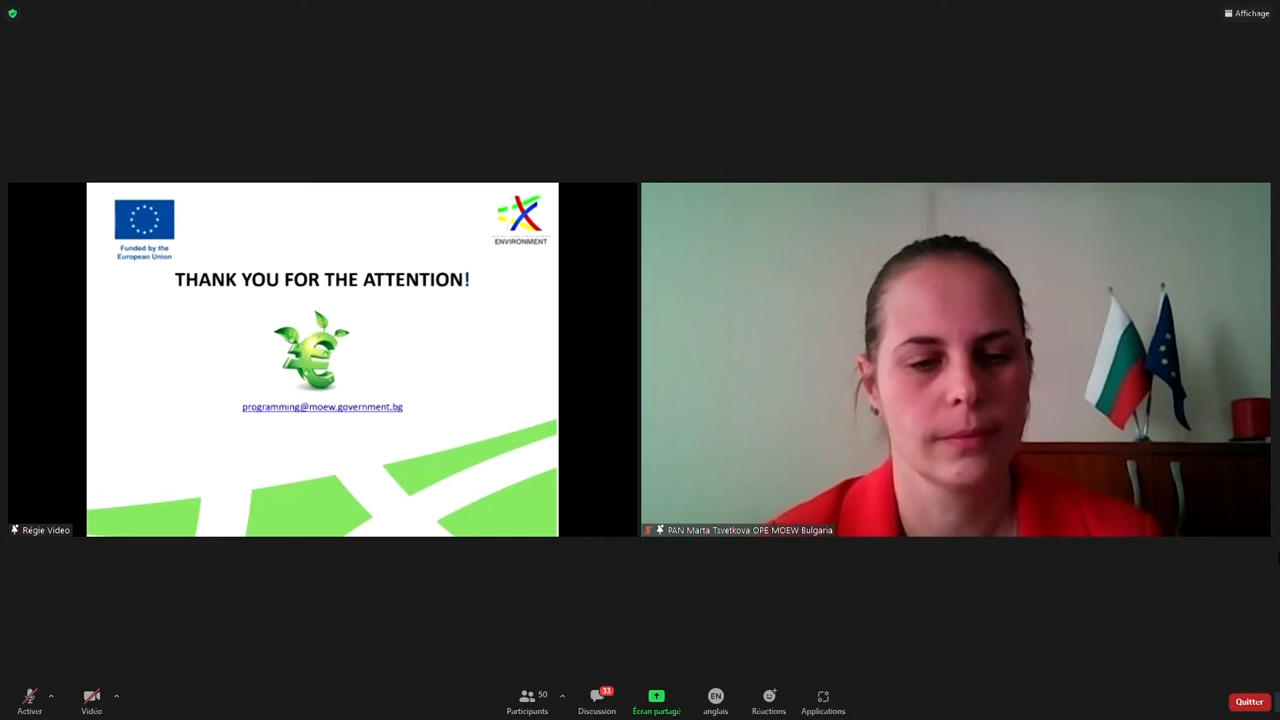 Affichage
Funded by the
European Union
ENVIRONMENT
THANK YOU FOR THE ATTENTION!
programming@moew.government.bg
Régie Video
PAN Marta Tsvetkova OPE MOEW Bulgaria
50
33
EN
Activer
Vidéo
Participants
Discussion
Écran partagé
anglais
Réactions
Applications
Quitter